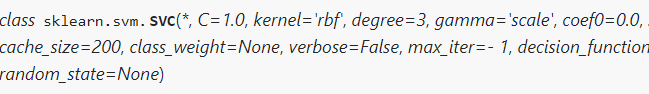 class sklearn.svm.SVC(*, C=1.0, kernel='rbf', degree=3, gamma='scale', coef0=0.0,
cache_size=200, class_weight=None, verbose=False, max_iter=- 1, decision_function
random_state=None)